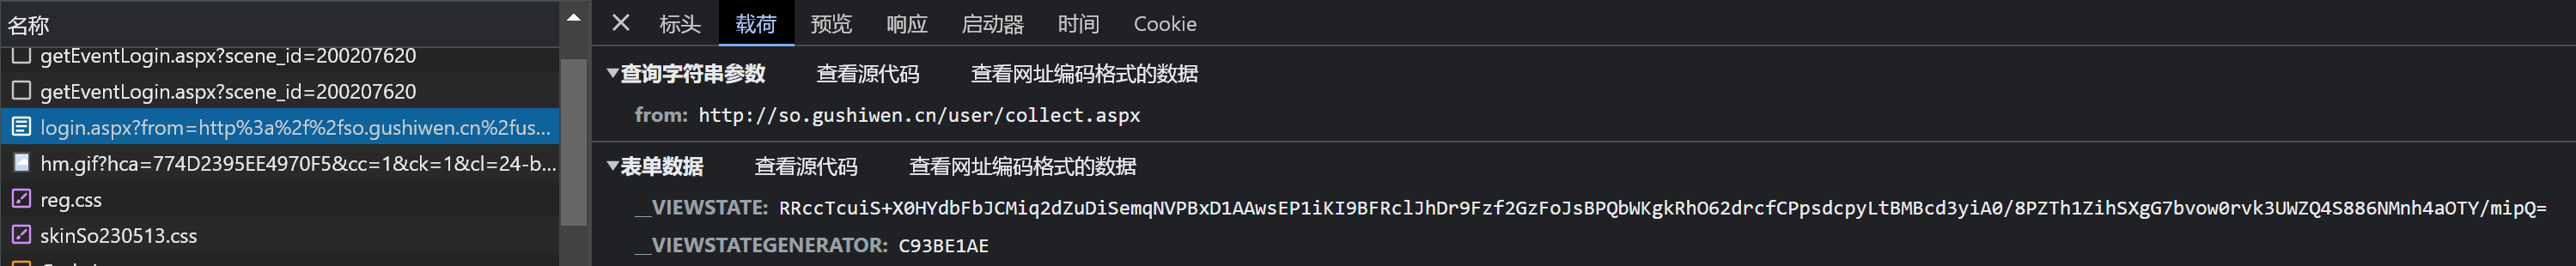 名称
getEventLogin.aspx?scene_id=200207620
getEventLogin.aspx?scene_id=200207620
login.aspx?from=http%3a%2f%2fso.gushiwen.cn%2fus...
hm.gif?hca=774D2395EE4970F5&cc=1&ck=1&cl=24-b...
reg.css
skinSo230513.css
标头 载荷 预览 响应 启动器 时间 Cookie
查询字符串参数 查看源代码 查看网址编码格式的数据
from: http://so.gushiwen.cn/user/collect.aspx
表单数据 查看源代码 查看网址编码格式的数据
__VIEWSTATE: RRccTcuiS+X0HYdbFbJCMiq2dZuDiSemqNVPBxD1AAwsEP1iKI9BFRclJhDr9Fzf2GzFoJsBPQbWKgkRhO62drcfCPpsdcpyLtBMBcd3yiA0/8PZTh1ZihSXgG7bvow0rvk3UWZQ4S886NMnh4aOTY/mipQ=
__VIEWSTATEGENERATOR: C93BE1AE